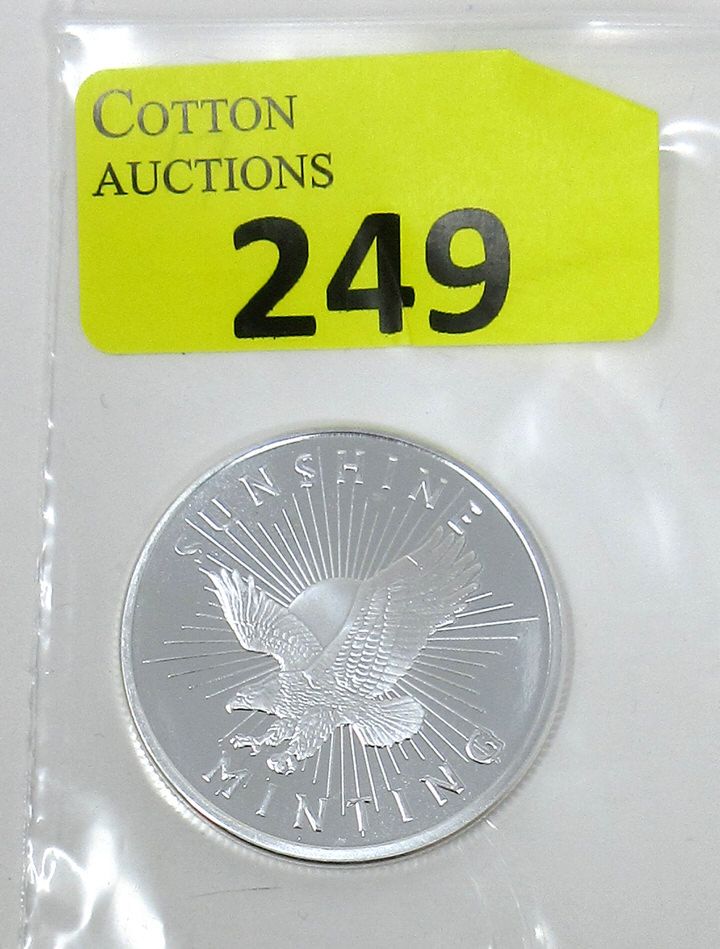 COTTON
AUCTIONS
249
SUNSHINE
MINTING